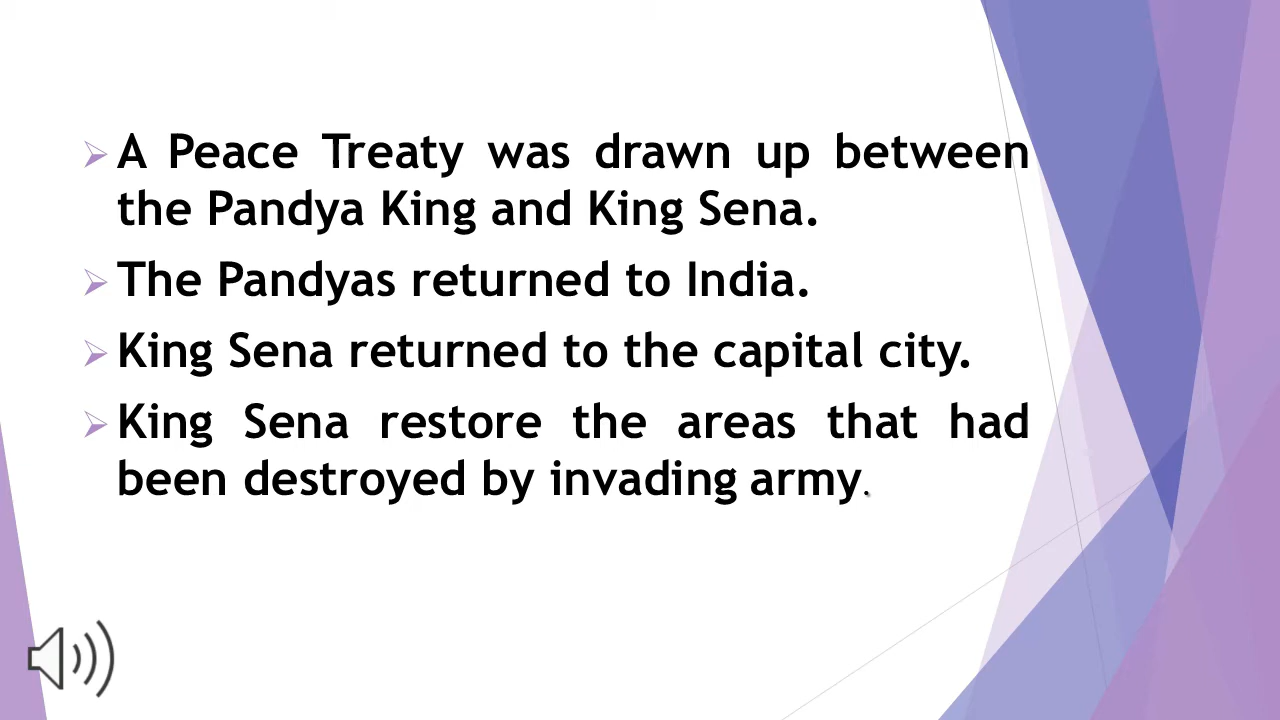 A Peace Treaty was drawn up between
the Pandya King and King Sena.
The Pandyas returned to India.
King Sena returned to the capital city.
King Sena restore the areas that had
been destroyed by invading army.